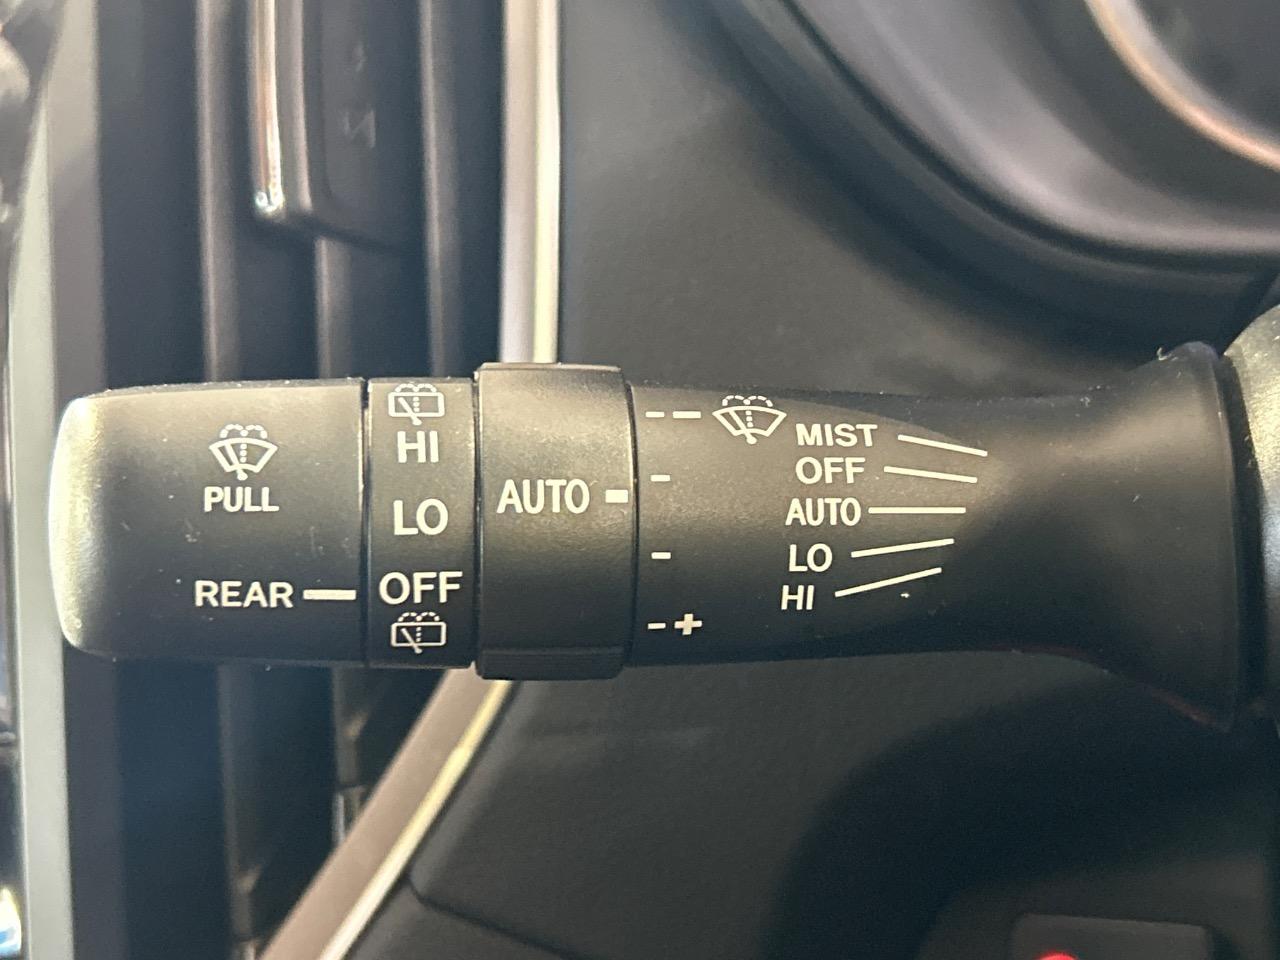 PULL
REAR
HI
LO
OFF
AUTO
--
-
-
-+
MIST
OFF
AUTO
LO
HI